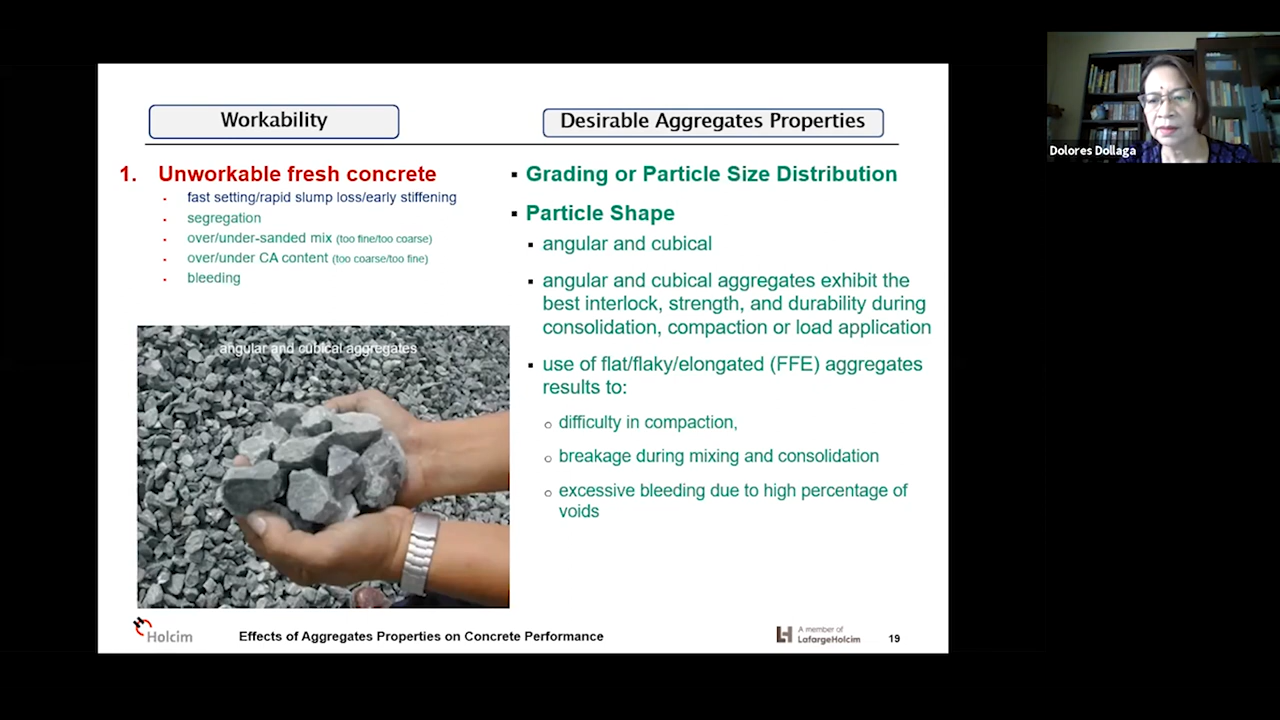 Workability
1. Unworkable fresh concrete
fast setting/rapid slump loss/early stiffening
segregation
over/under-sanded mix (too fine/too coarse)
over/under CA content (too coarse/too fine)
bleeding
angular and cubical aggregates
Desirable Aggregates Properties
Grading or Particle Size Distribution
Particle Shape
angular and cubical
angular and cubical aggregates exhibit the
best interlock, strength, and durability during
consolidation, compaction or load application
use of flat/flaky/elongated (FFE) aggregates
results to:
difficulty in compaction,
breakage during mixing and consolidation
excessive bleeding due to high percentage of
voids
Holcim
Effects of Aggregates Properties on Concrete Performance
A member of
LafargeHolcim
19
Dolores Dollaga